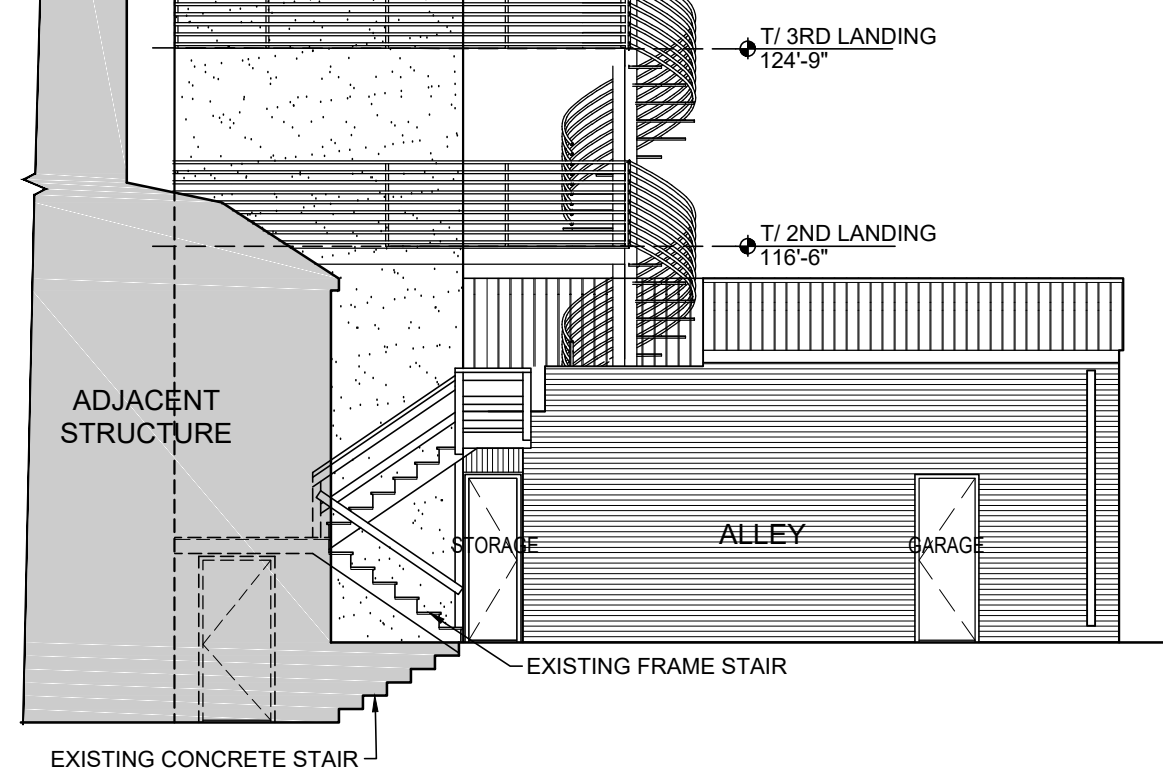 T/ 3RD LANDING
124'-9"
T/ 2ND LANDING
116'-6"
ADJACENT
STRUCTURE
STORAGE
ALLEY
GARAGE
EXISTING FRAME STAIR
EXISTING CONCRETE STAIR